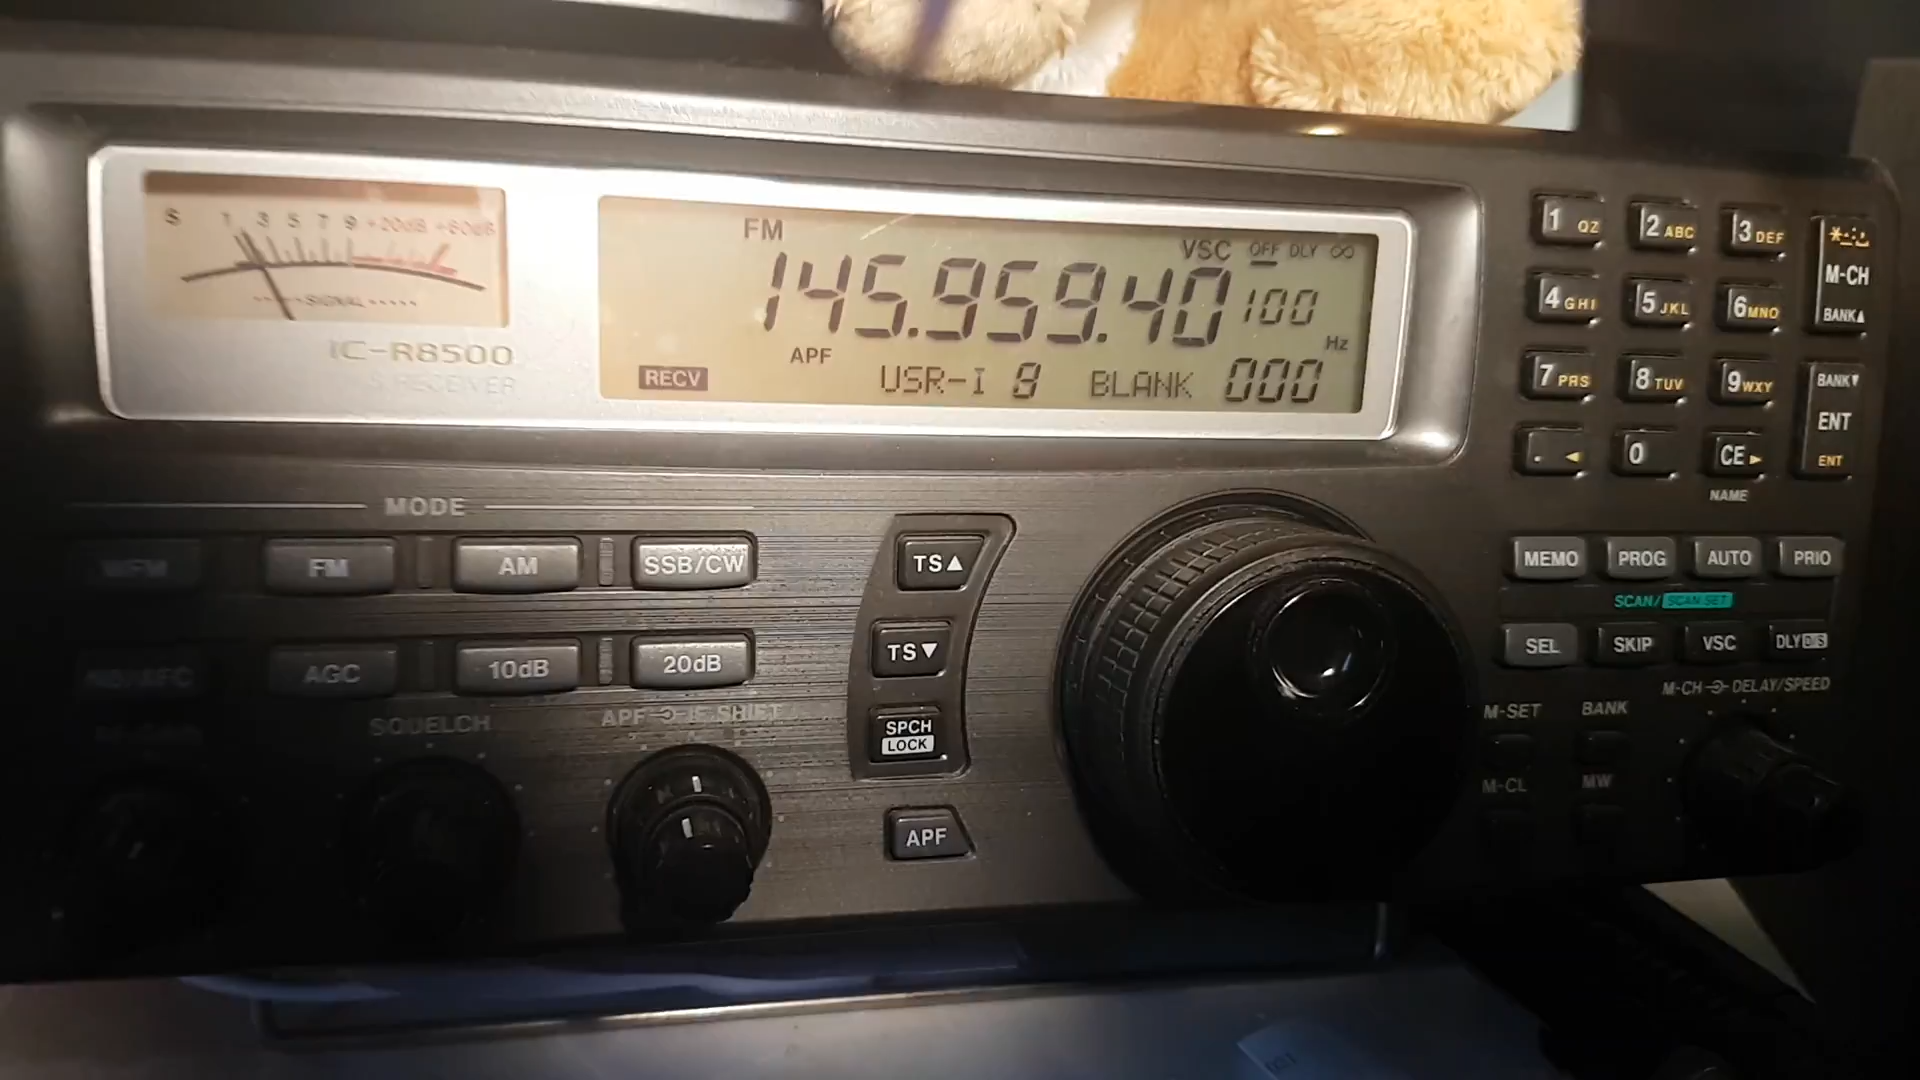 S 1 3 5 7 9 +20dB +60dB
SIGNAL
IC-R8500
RECEIVER
FM
VSC OFF DLY ∞
145.959.40 100
Hz
APF
RECV USR-I 8 BLANK 000
1 QZ 2 ABC 3 DEF
4 GHI 5 JKL 6 MNO
7 PRS 8 TUV 9 WXY
. ◄ 0 CE ►
NAME
M-CH
BANK▲
BANK▼
ENT
ENT
MODE
WFM FM AM SSB/CW
NB/AFC AGC 10dB 20dB
SQUELCH APF IF SHIFT
TS▲
TS▼
SPCH
LOCK
APF
MEMO PROG AUTO PRIO
SCAN/SCAN SET
SEL SKIP VSC DLY D/S
M-CH DELAY/SPEED
M-SET BANK
M-CL MW